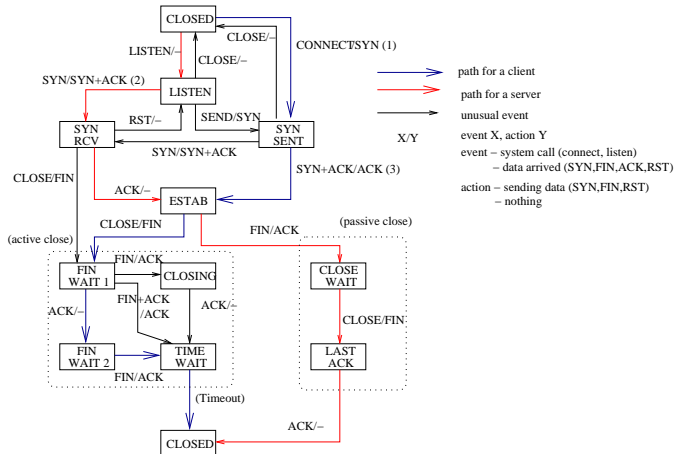 CLOSED
CLOSE/–
CONNECT/SYN (1)
LISTEN/–
CLOSE/–
path for a client
SYN/SYN+ACK (2)
LISTEN
path for a server
RST/–
SEND/SYN
unusual event
SYN
RCV
SYN
SENT
X/Y
event X, action Y
SYN/SYN+ACK
event – system call (connect, listen)
– data arrived (SYN,FIN,ACK,RST)
SYN+ACK/ACK (3)
CLOSE/FIN
ACK/–
action – sending data (SYN,FIN,RST)
– nothing
ESTAB
CLOSE/FIN
FIN/ACK
(passive close)
(active close)
FIN/ACK
FIN
WAIT 1
CLOSING
CLOSE
WAIT
FIN+ACK
/ACK
ACK/–
ACK/–
CLOSE/FIN
FIN
WAIT 2
TIME
WAIT
LAST
ACK
FIN/ACK
(Timeout)
ACK/–
CLOSED